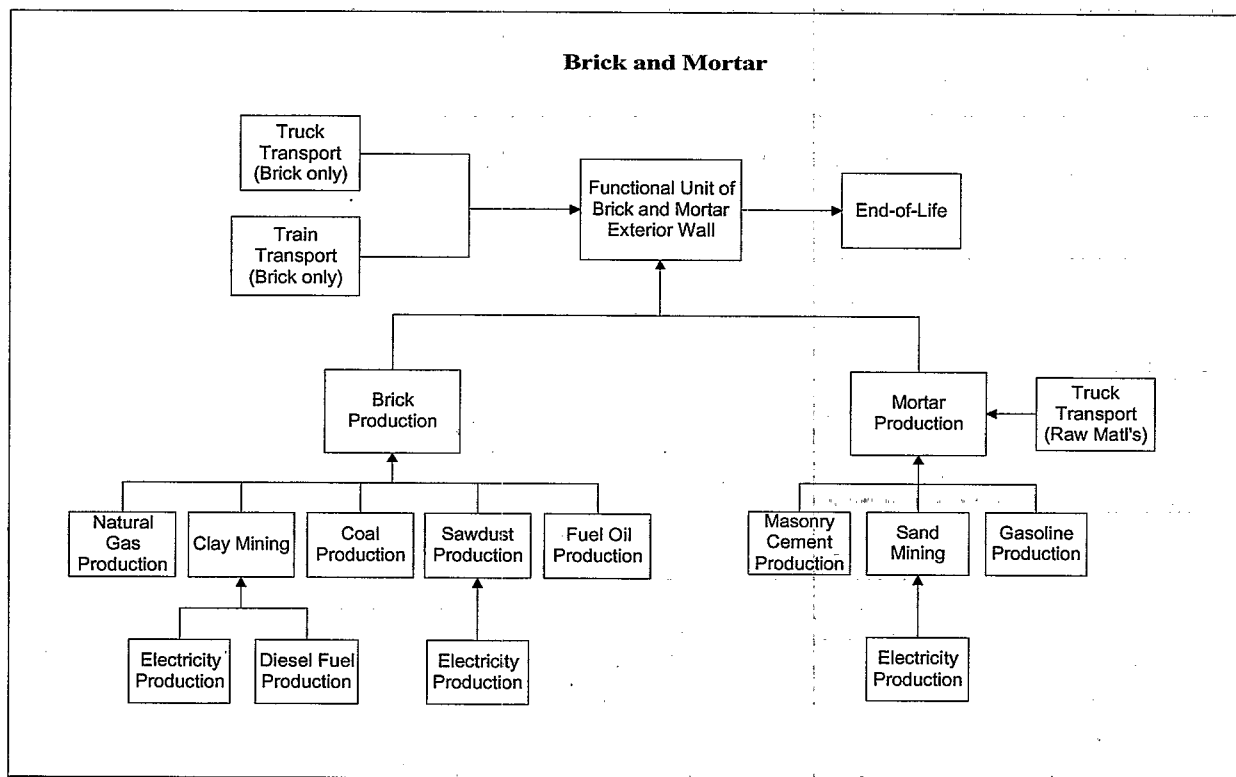 Brick and Mortar
Truck
Transport
(Brick only)
Train
Transport
(Brick only)
Functional Unit of
Brick and Mortar
Exterior Wall
End-of-Life
Brick
Production
Mortar
Production
Truck
Transport
(Raw Matl's)
Natural
Gas
Production
Clay Mining
Coal
Production
Sawdust
Production
Fuel Oil
Production
Masonry
Cement
Production
Sand
Mining
Gasoline
Production
Electricity
Production
Diesel Fuel
Production
Electricity
Production
Electricity
Production